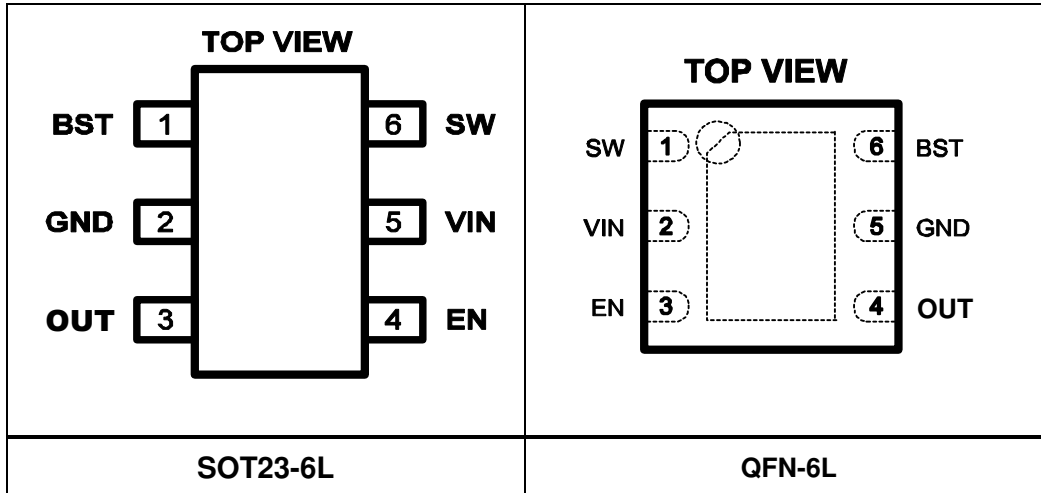 TOP VIEW
BST 1 6 SW
GND 2 5 VIN
OUT 3 4 EN
SOT23-6L
TOP VIEW
SW 1 6 BST
VIN 2 5 GND
EN 3 4 OUT
QFN-6L